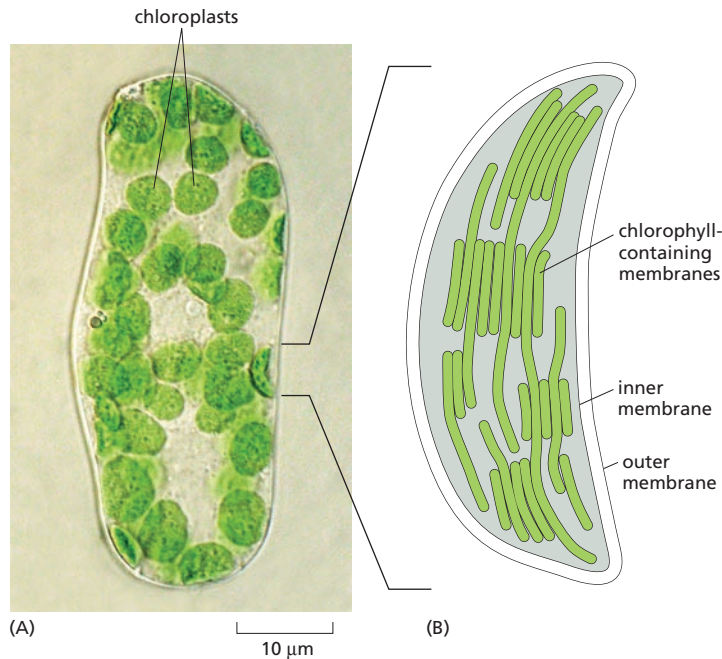 chloroplasts
chlorophyll-
containing
membranes
inner
membrane
outer
membrane
(A)
10 μm
(B)